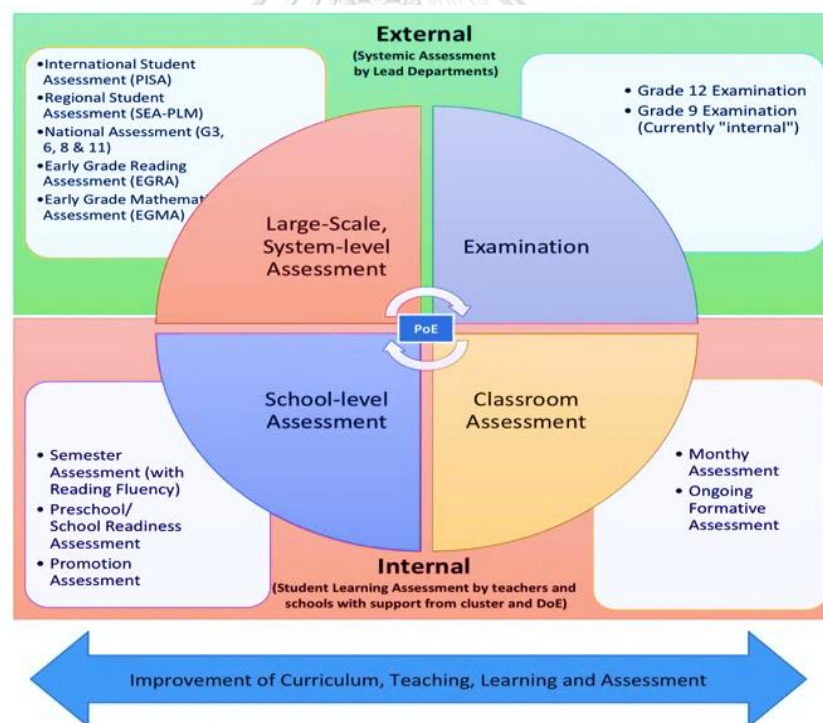 External
(Systemic Assessment
by Lead Departments)
•International Student
Assessment (PISA)
•Regional Student
Assessment (SEA-PLM)
•National Assessment (G3,
6, 8 & 11)
•Early Grade Reading
Assessment (EGRA)
•Early Grade Mathemati
Assessment (EGMA)
• Grade 12 Examination
• Grade 9 Examination
(Currently "internal")
Large-Scale,
System-level
Assessment
Examination
PoE
School-level
Assessment
Classroom
Assessment
• Semester
Assessment (with
Reading Fluency)
• Preschool/
School Readiness
Assessment
• Promotion
Assessment
• Monthy
Assessment
• Ongoing
Formative
Assessment
Internal
(Student Learning Assessment by teachers and
schools with support from cluster and DoE)
Improvement of Curriculum, Teaching, Learning and Assessment